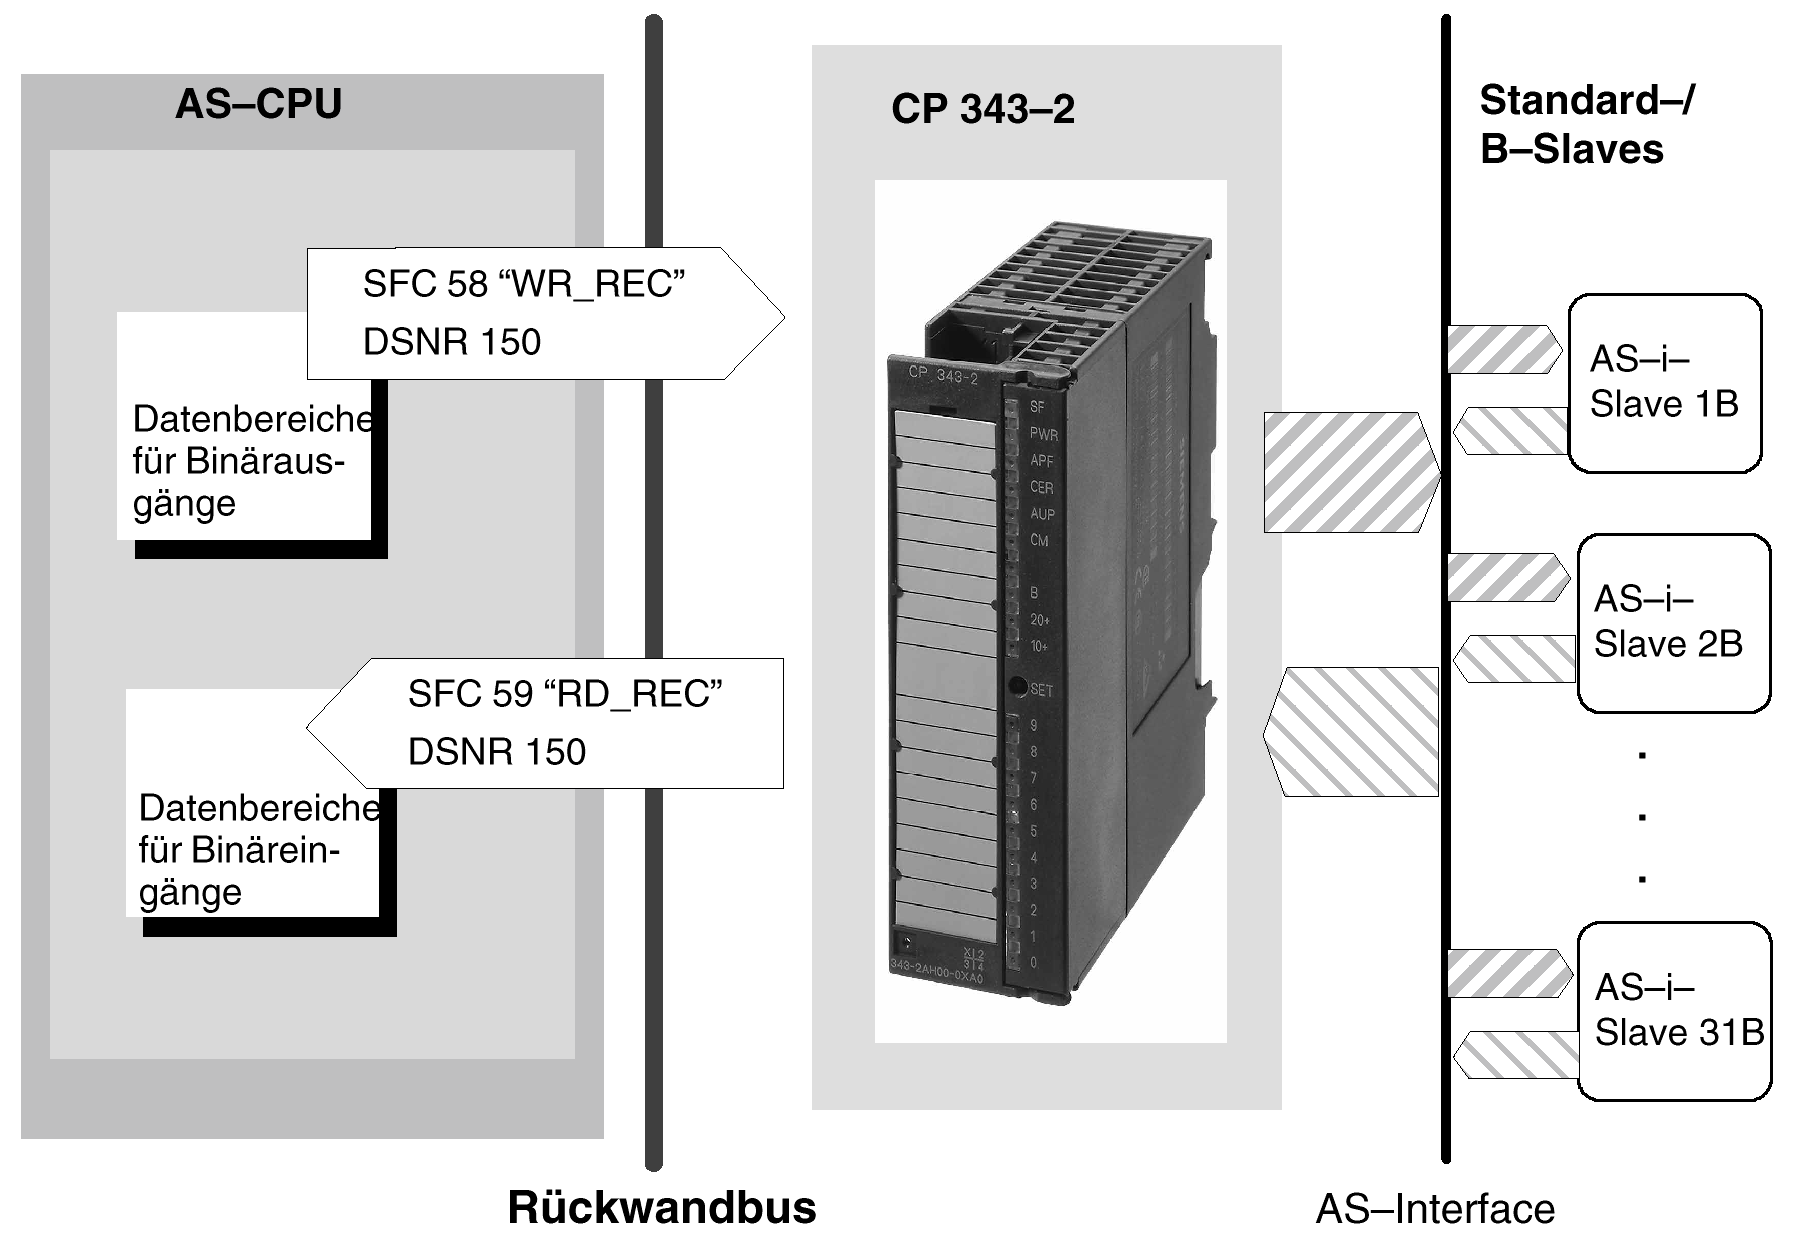 AS–CPU
CP 343–2
Standard–/
B–Slaves
SFC 58 “WR_REC”
DSNR 150
Datenbereiche
für Binäraus-
gänge
SFC 59 “RD_REC”
DSNR 150
Datenbereiche
für Binärein-
gänge
CP 343-2
SF
PWR
APF
CER
AUP
CM
B
20+
10+
SET
9
8
7
6
5
4
3
2
1
0
X12
314
343-2AH00-0XA0
SIEMENS
AS–i–
Slave 1B
AS–i–
Slave 2B
.
.
.
AS–i–
Slave 31B
Rückwandbus
AS–Interface